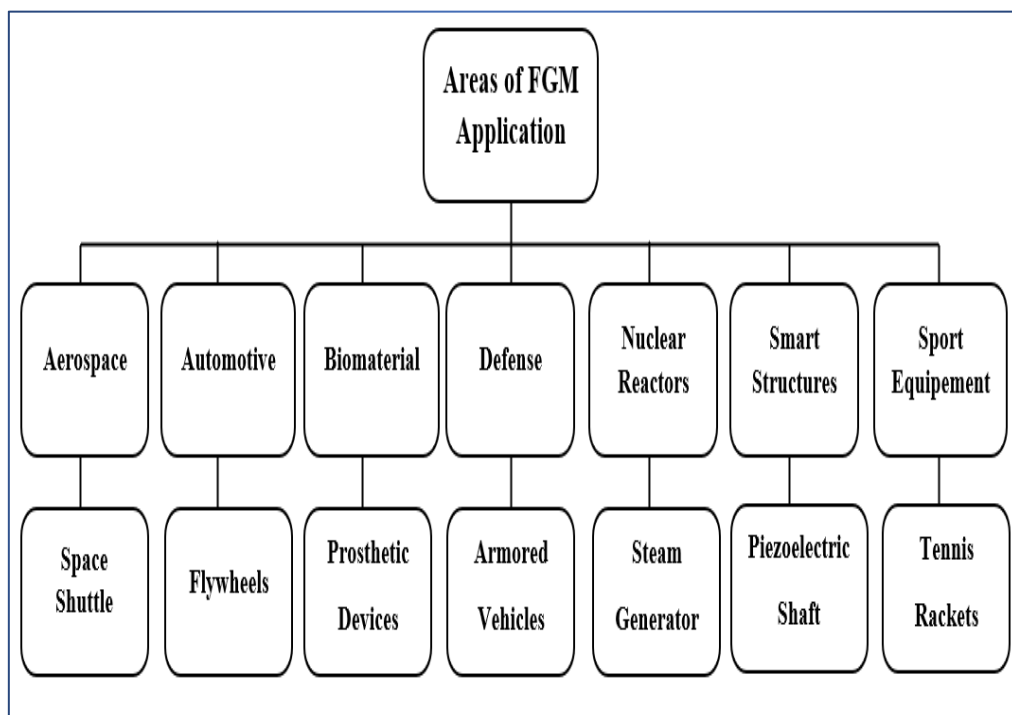 Areas of FGM
Application
Aerospace
Automotive
Biomaterial
Defense
Nuclear
Reactors
Smart
Structures
Sport
Equipement
Space
Shuttle
Flywheels
Prosthetic
Devices
Armored
Vehicles
Steam
Generator
Piezoelectric
Shaft
Tennis
Rackets